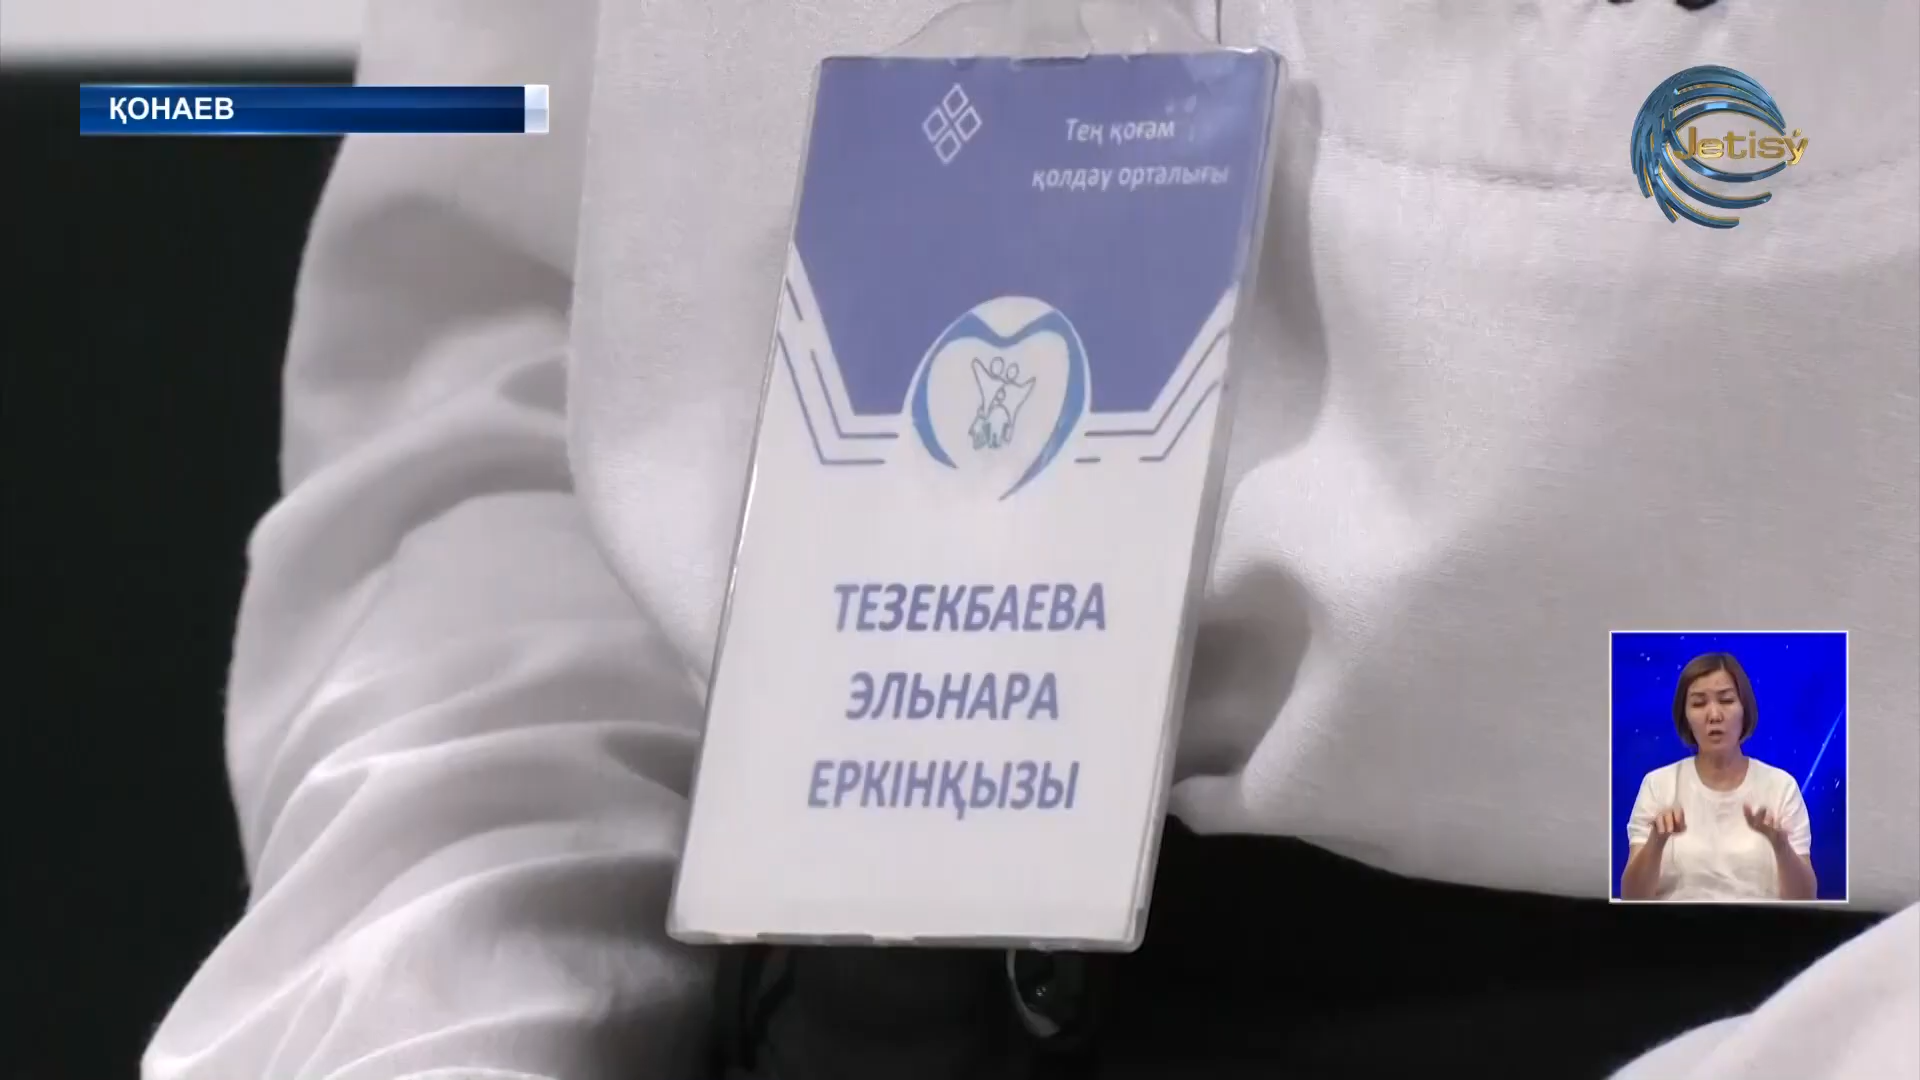 ҚОНАЕВ
Jetisý
Тең қоғам
қолдау орталығы
ТЕЗЕКБАЕВА
ЭЛЬНАРА
ЕРКІНҚЫЗЫ